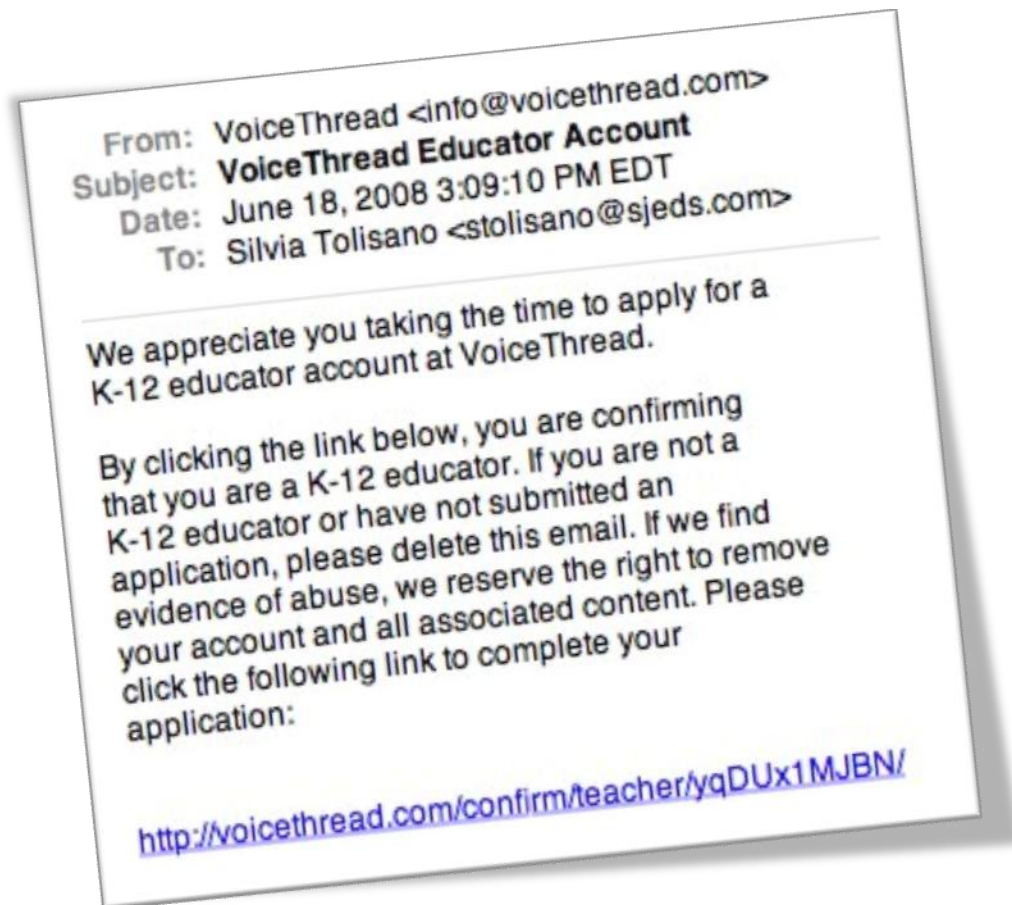 From: VoiceThread <info@voicethread.com>
Subject: VoiceThread Educator Account
Date: June 18, 2008 3:09:10 PM EDT
To: Silvia Tolisano <stolisano@sjeds.com>
We appreciate you taking the time to apply for a
K-12 educator account at VoiceThread.
By clicking the link below, you are confirming
that you are a K-12 educator. If you are not a
K-12 educator or have not submitted an
application, please delete this email. If we find
evidence of abuse, we reserve the right to remove
your account and all associated content. Please
click the following link to complete your
application:
http://voicethread.com/confirm/teacher/yqDUx1MJBN/